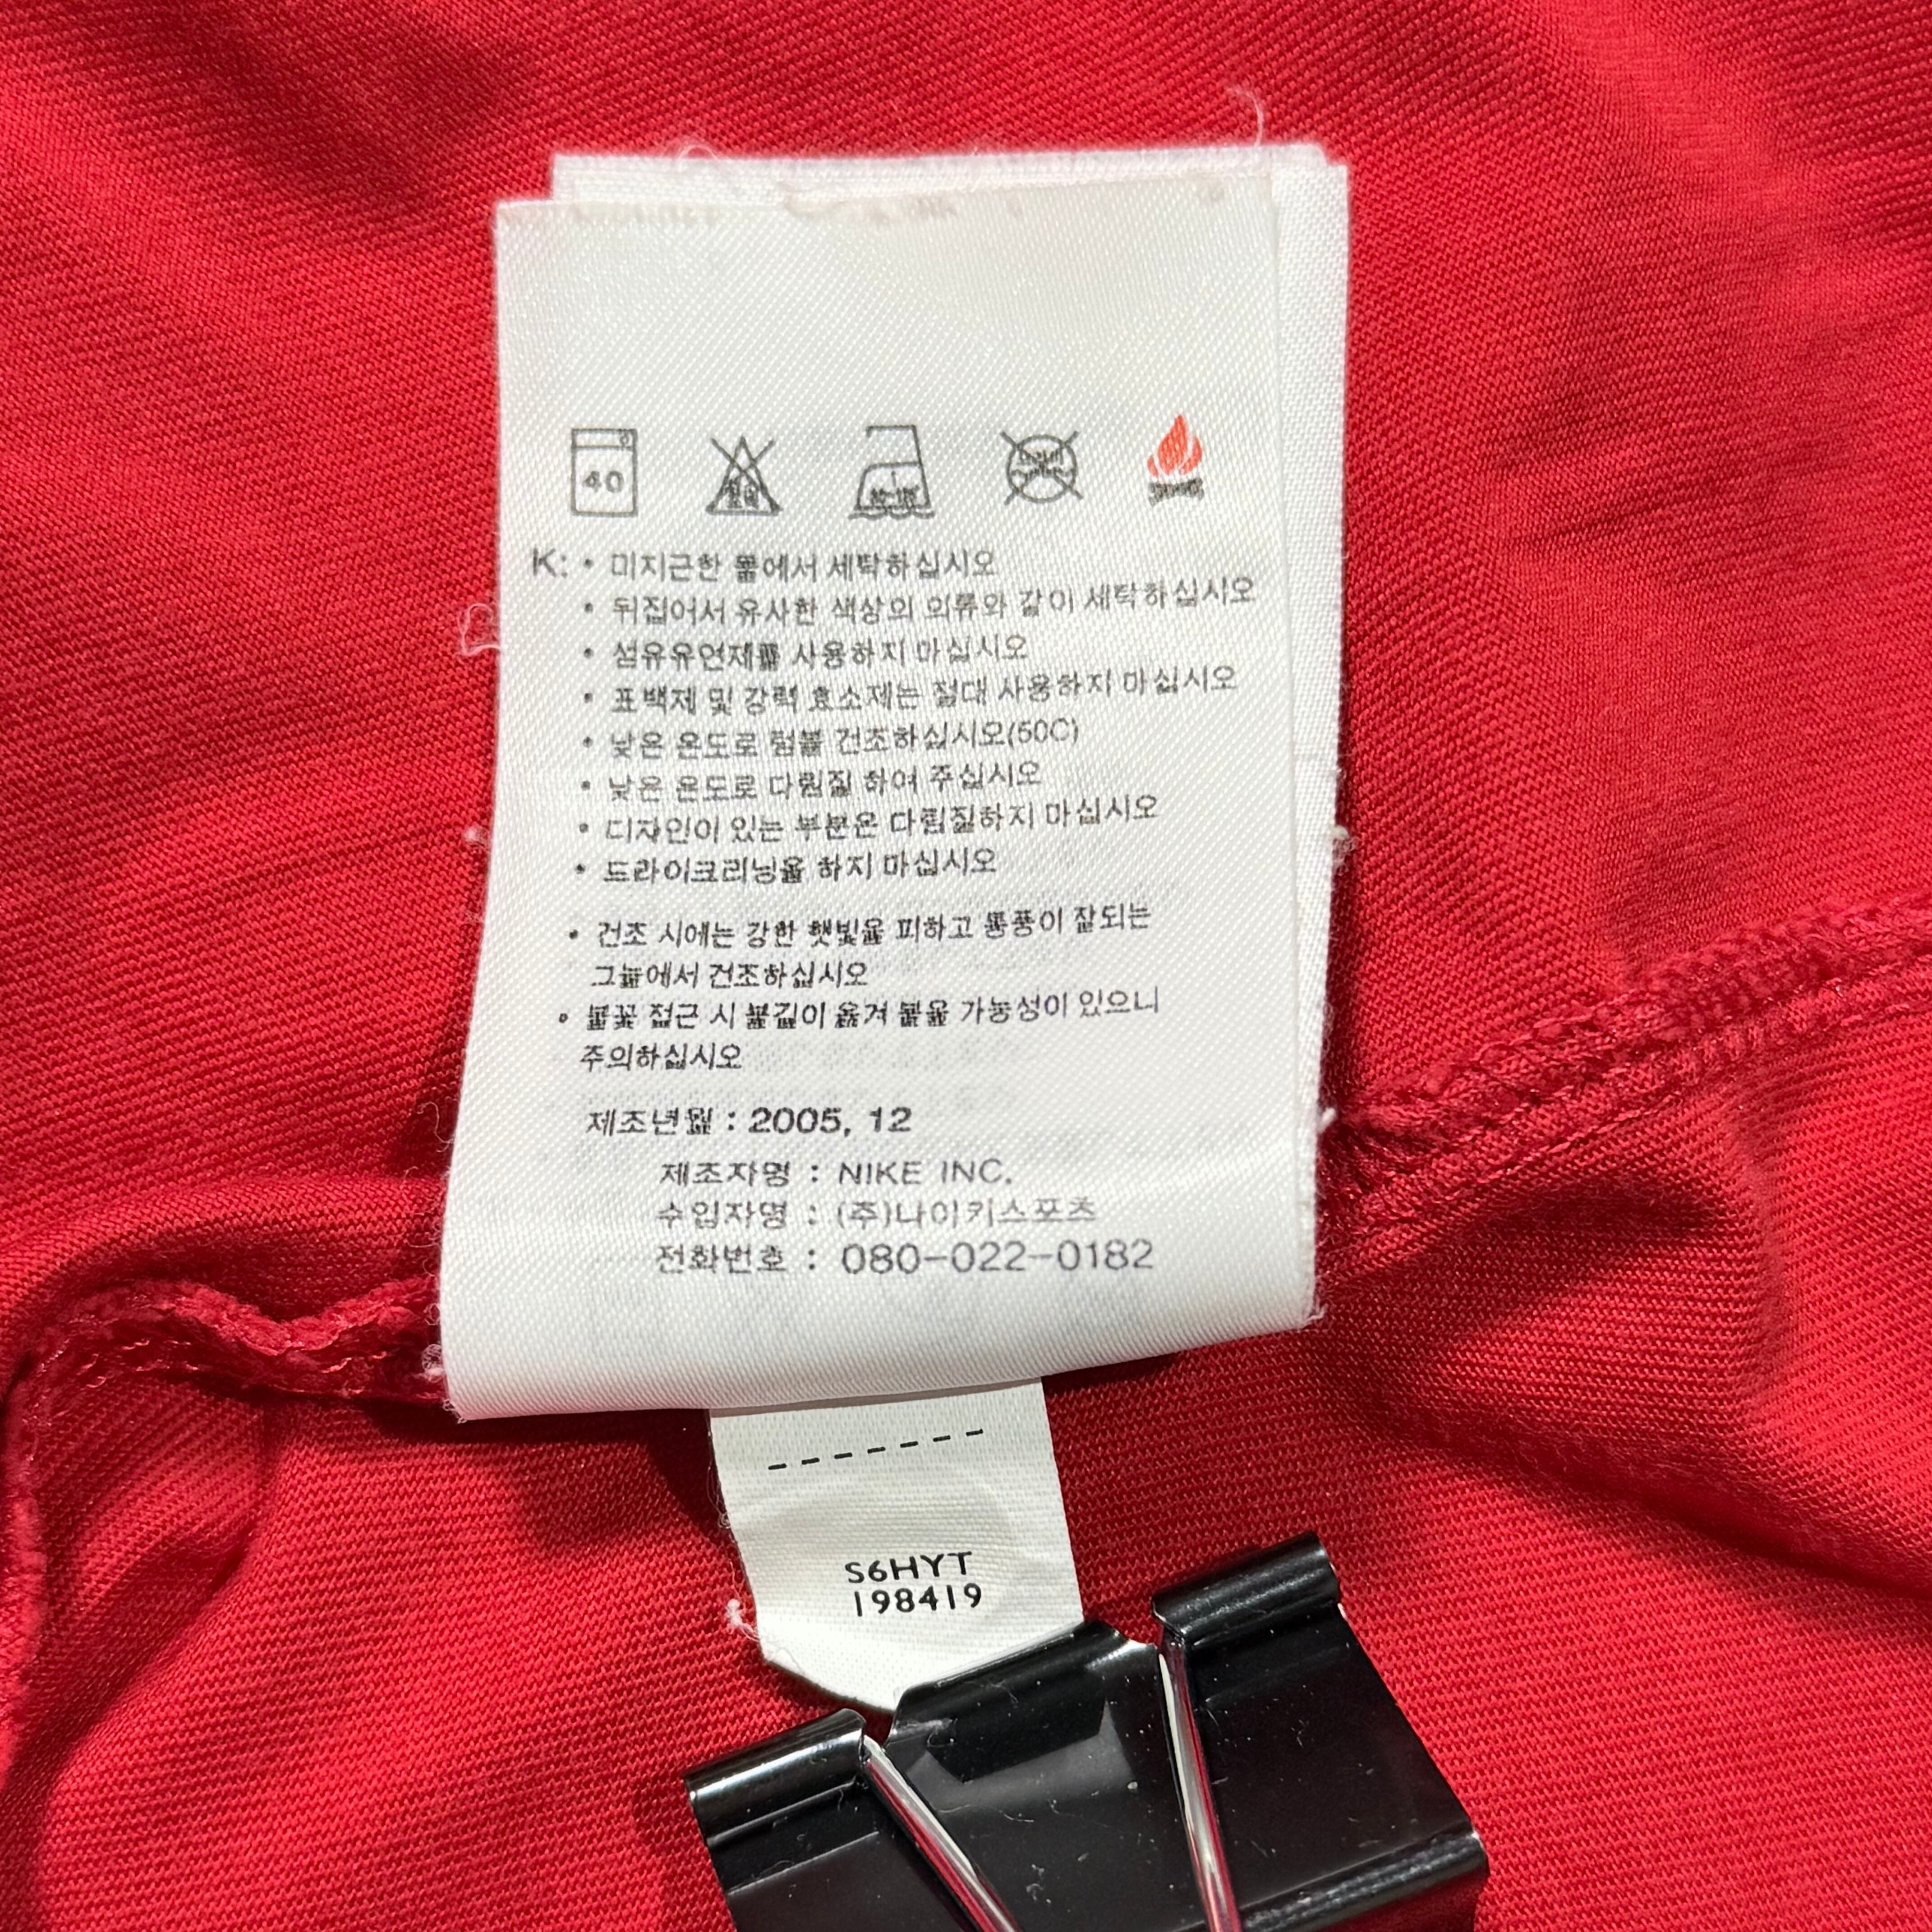 40
K: • 미지근한 물에서 세탁하십시오
• 뒤집어서 유사한 색상의 의류와 같이 세탁하십시오
• 섬유유연제를 사용하지 마십시오
• 표백제 및 강력 효소제는 절대 사용하지 마십시오
• 낮은 온도로 텀블 건조하십시오(50C)
• 낮은 온도로 다림질 하여 주십시오
• 디자인이 있는 부분은 다림질하지 마십시오
• 드라이크리닝을 하지 마십시오
• 건조 시에는 강한 햇빛을 피하고 통풍이 잘되는
그늘에서 건조하십시오
• 불꽃 접근 시 불길이 옮겨 붙을 가능성이 있으니
주의하십시오
제조년월 : 2005, 12
제조자명 : NIKE INC.
수입자명 : (주)나이키스포츠
전화번호 : 080-022-0182
S6HYT
198419